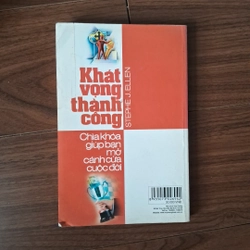 Khát
vọng
thành
công
STEPHE J. ELLEN
Chìa khóa
giúp bạn
mở
cánh cửa
cuộc đời